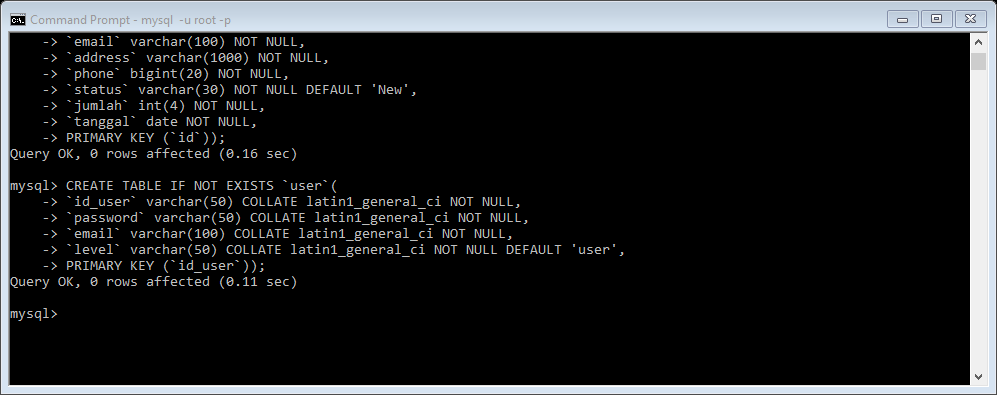 Command Prompt - mysql  -u root -p
    -> `email` varchar(100) NOT NULL,
    -> `address` varchar(1000) NOT NULL,
    -> `phone` bigint(20) NOT NULL,
    -> `status` varchar(30) NOT NULL DEFAULT 'New',
    -> `jumlah` int(4) NOT NULL,
    -> `tanggal` date NOT NULL,
    -> PRIMARY KEY (`id`));
Query OK, 0 rows affected (0.16 sec)

mysql> CREATE TABLE IF NOT EXISTS `user`(
    -> `id_user` varchar(50) COLLATE latin1_general_ci NOT NULL,
    -> `password` varchar(50) COLLATE latin1_general_ci NOT NULL,
    -> `email` varchar(100) COLLATE latin1_general_ci NOT NULL,
    -> `level` varchar(50) COLLATE latin1_general_ci NOT NULL DEFAULT 'user',
    -> PRIMARY KEY (`id_user`));
Query OK, 0 rows affected (0.11 sec)

mysql>